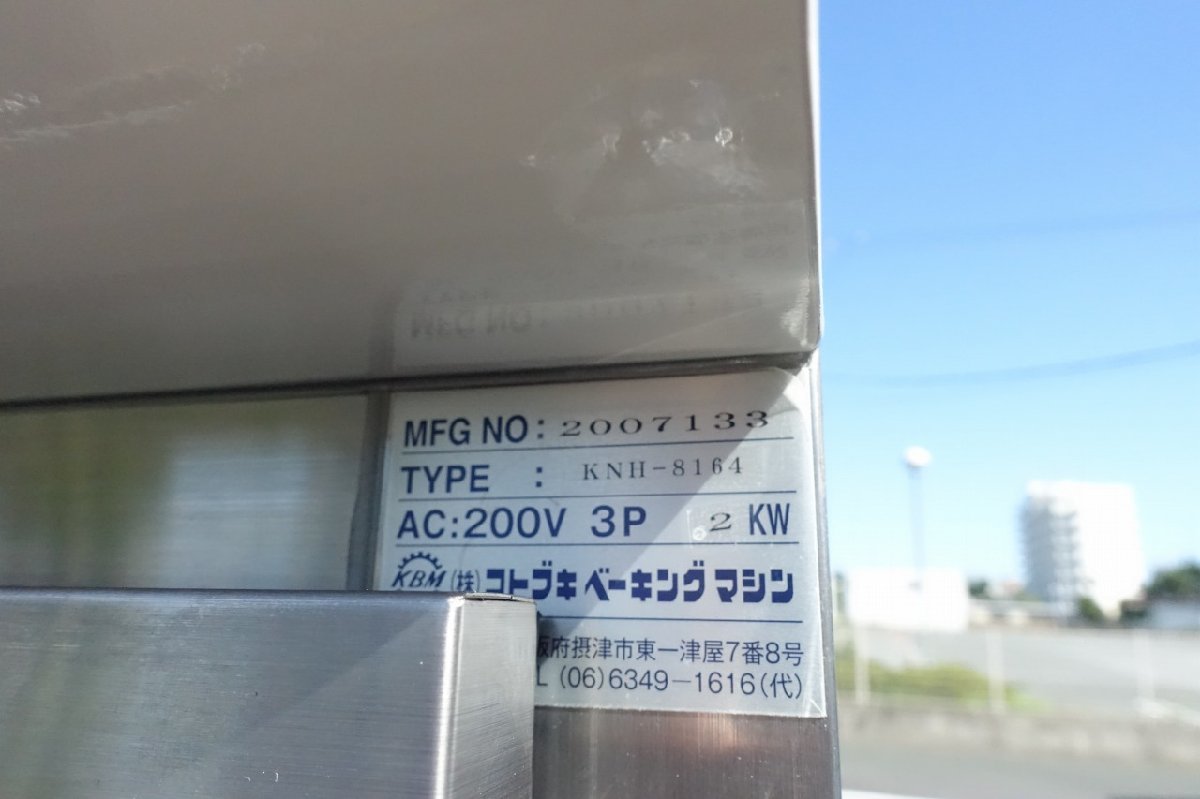 MFG NO : 2007133
TYPE : KNH-8164
AC:200V 3P .2 KW
KBM (株) コトブキ ベーキング マシン
府摂津市東一津屋7番8号
(06)6349-1616(代)